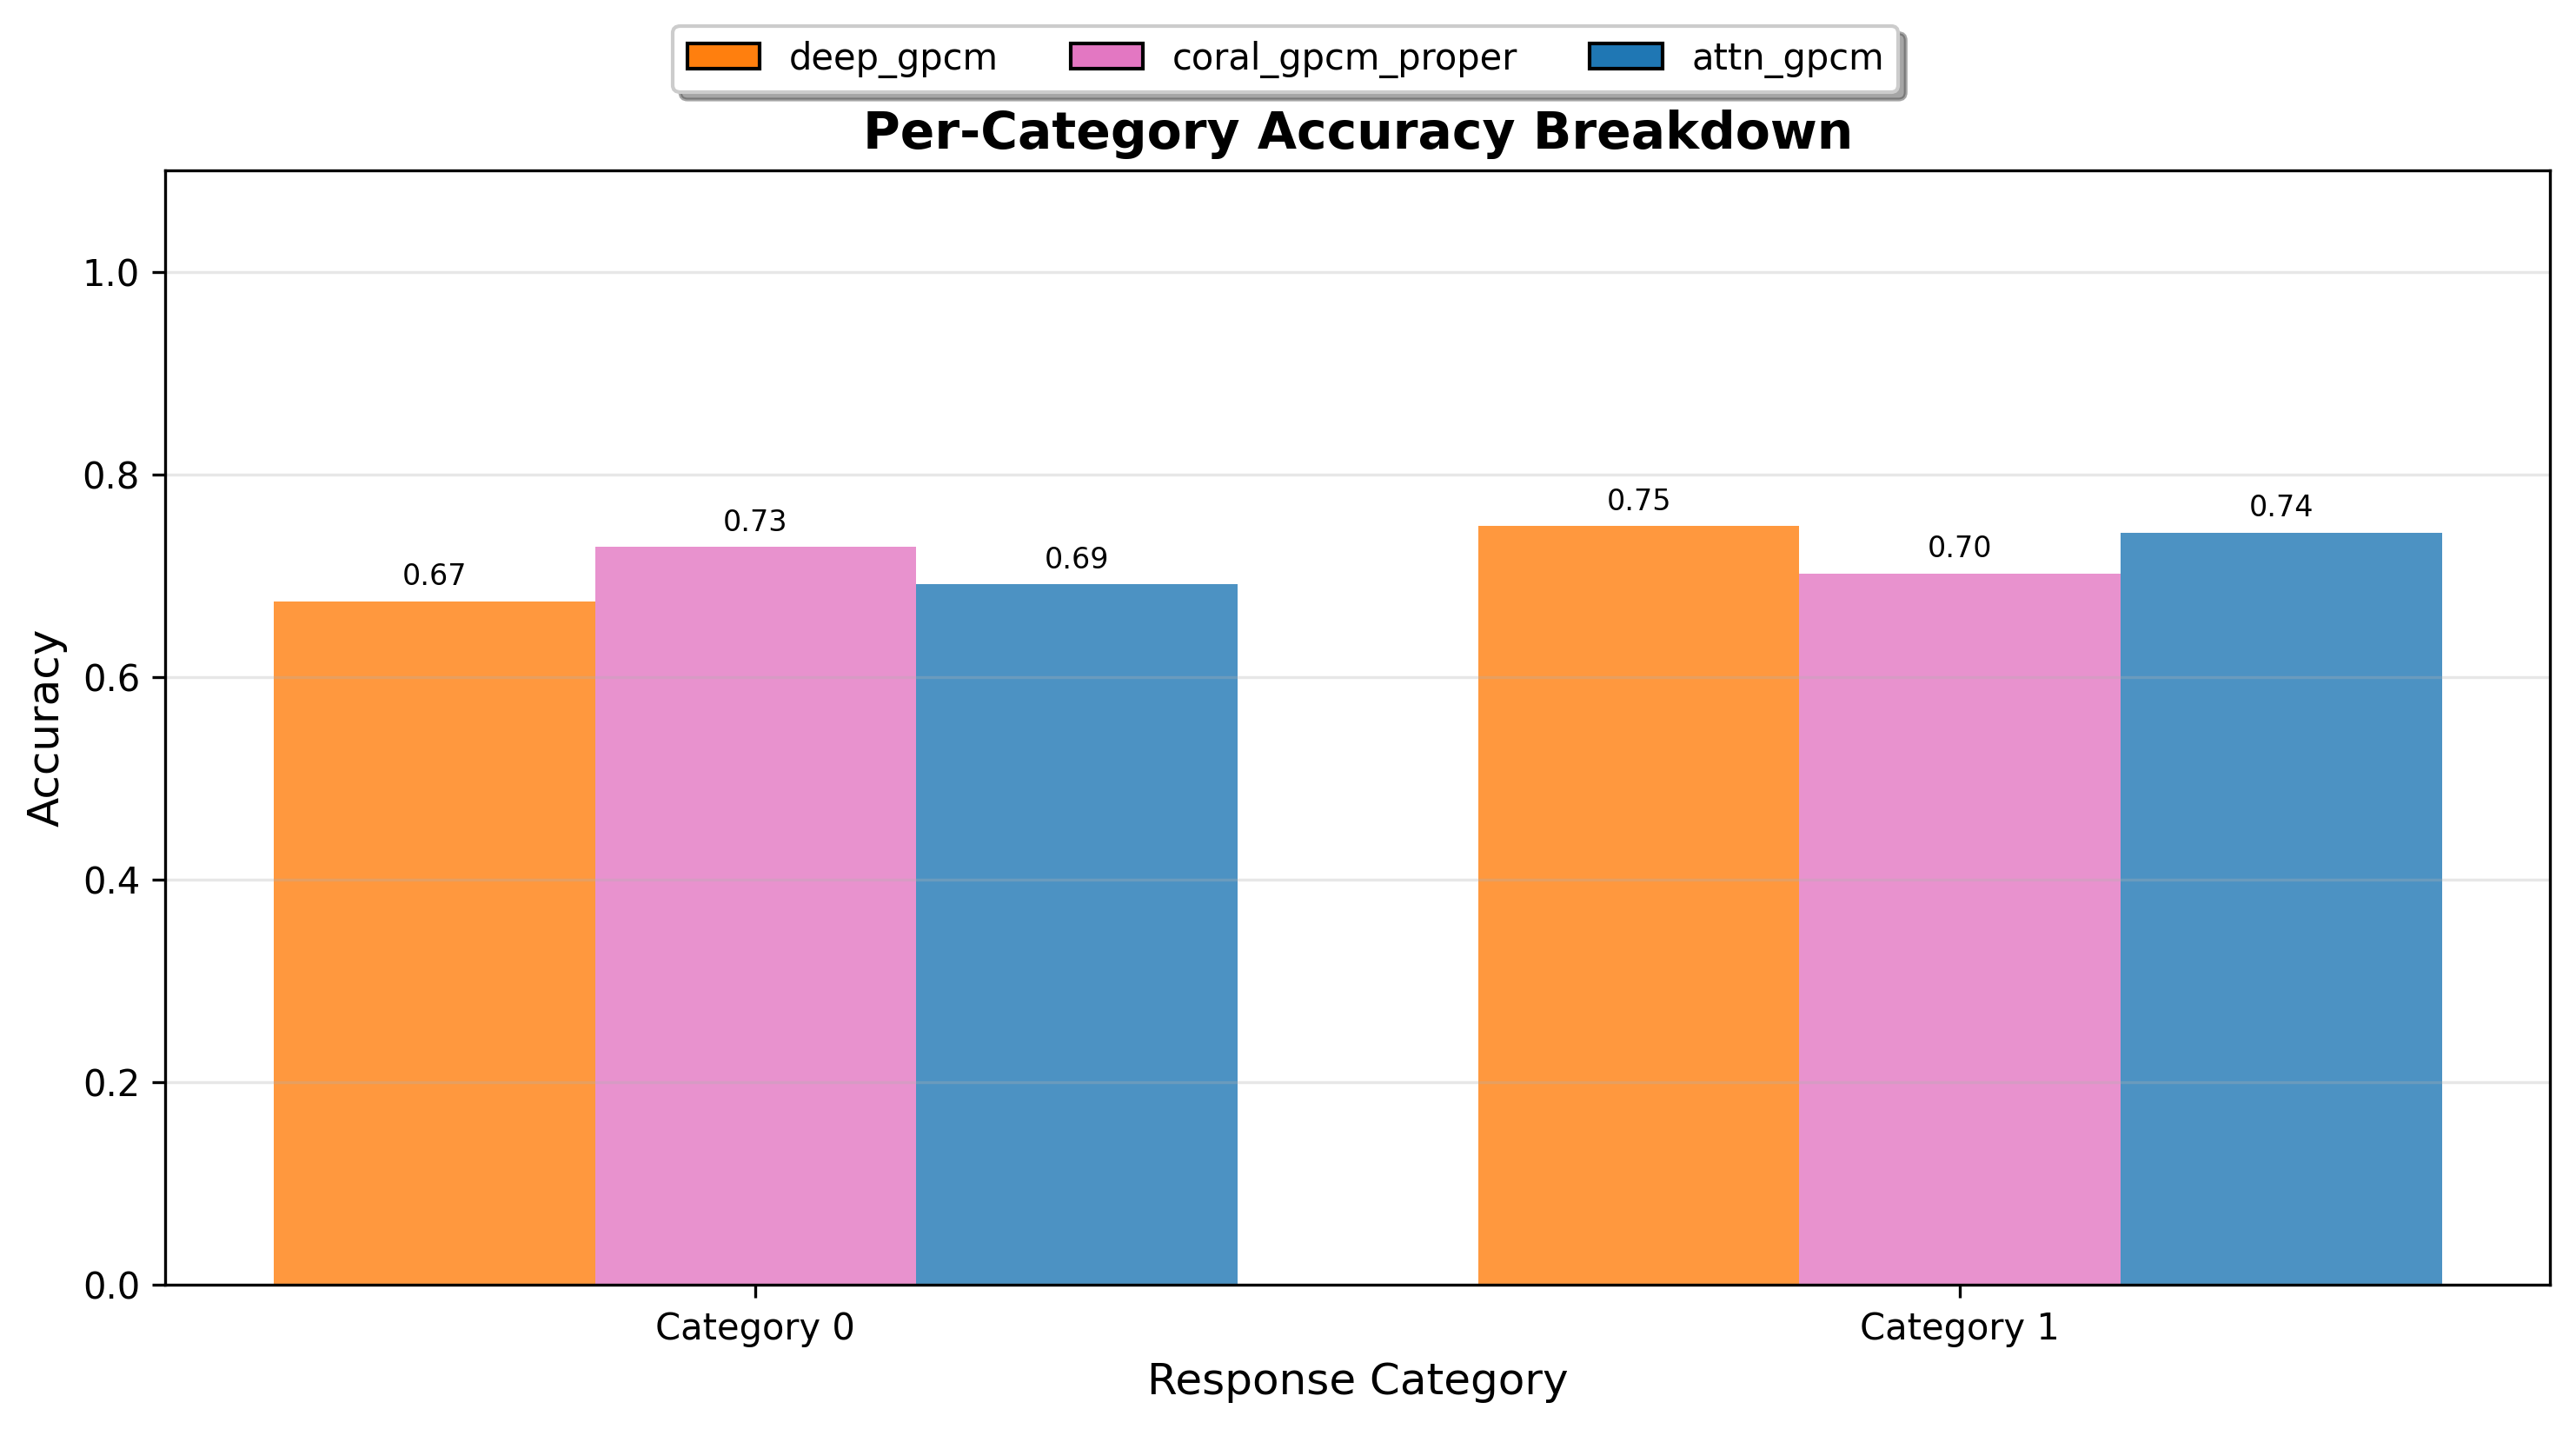 deep_gpcm coral_gpcm_proper attn_gpcm
Per-Category Accuracy Breakdown
1.0
0.8
0.6
0.4
0.2
0.0
Accuracy
0.67
0.73
0.69
0.75
0.70
0.74
Category 0
Category 1
Response Category